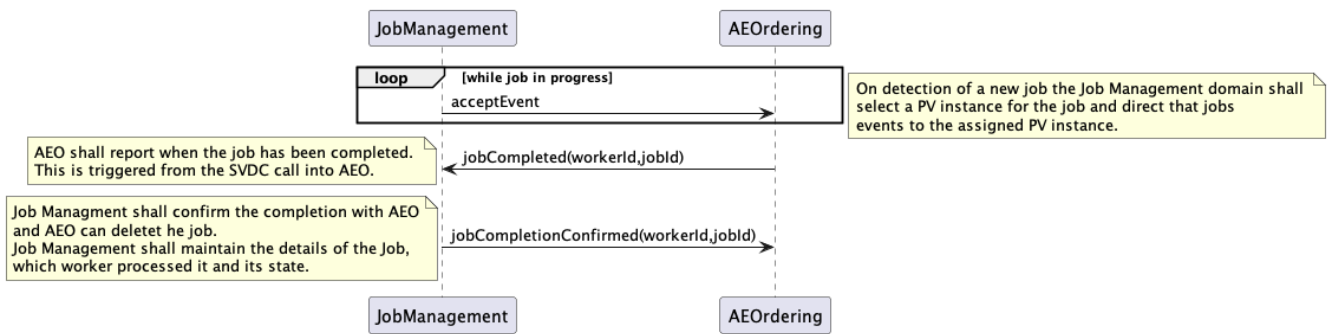 JobManagement
AEOrdering
loop
[while job in progress]
acceptEvent
On detection of a new job the Job Management domain shall
select a PV instance for the job and direct that jobs
events to the assigned PV instance.
AEO shall report when the job has been completed.
This is triggered from the SVDC call into AEO.
jobCompleted(workerId,jobId)
Job Managment shall confirm the completion with AEO
and AEO can deletet he job.
Job Management shall maintain the details of the Job,
which worker processed it and its state.
jobCompletionConfirmed(workerId,jobId)
JobManagement
AEOrdering